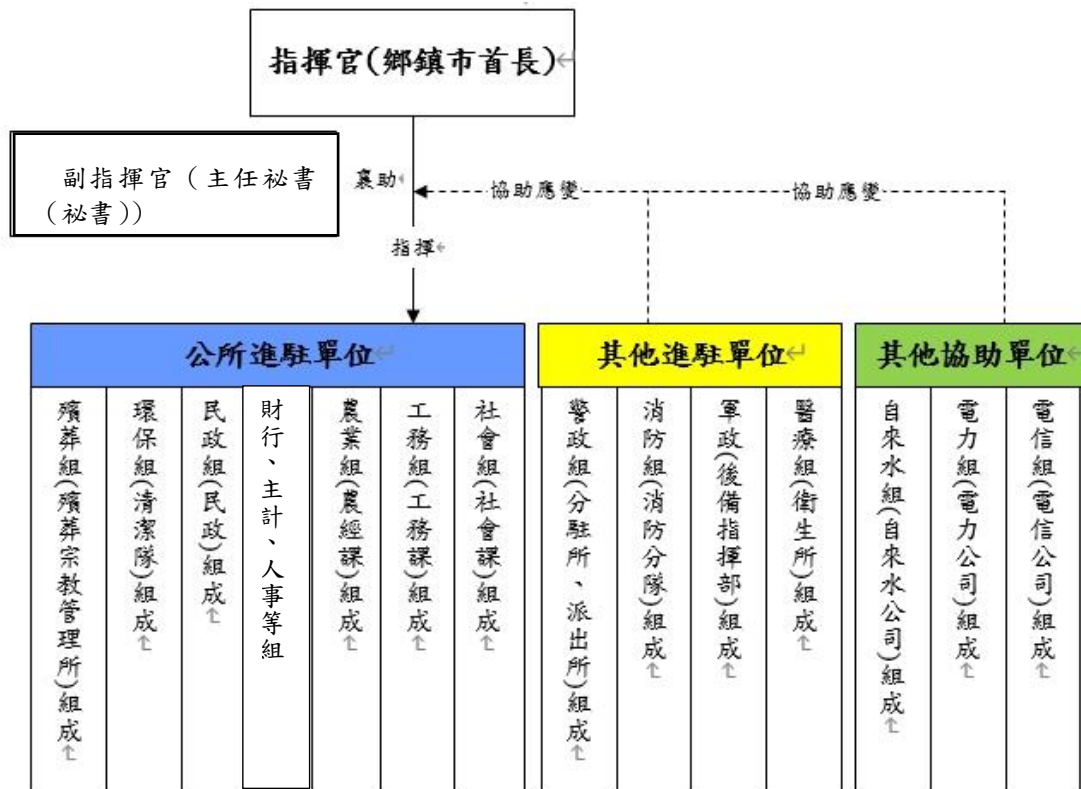 指揮官(鄉鎮市首長)↵
副指揮官（主任祕書
（祕書））
襄助↵
協助應變
協助應變
指揮↵
公所進駐單位↵
其他進駐單位↵
其他協助單位↵
殯葬組(殯葬宗教管理所)組成↵
環保組(清潔隊)組成↵
民政組(民政)組成↵
財行、主計、人事等組
農業組(農經課)組成↵
工務組(工務課)組成↵
社會組(社會課)組成↵
警政組(分駐所、派出所)組成↵
消防組(消防分隊)組成↵
軍政(後備指揮部)組成↵
醫療組(衛生所)組成↵
自來水組(自來水公司)組成↵
電力組(電力公司)組成↵
電信組(電信公司)組成↵